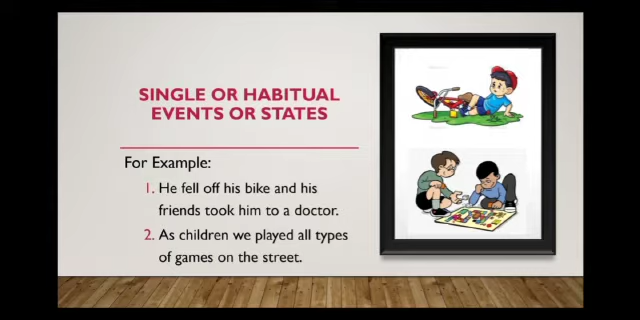 SINGLE OR HABITUAL
EVENTS OR STATES
For Example:
1. He fell off his bike and his
friends took him to a doctor.
2. As children we played all types
of games on the street.